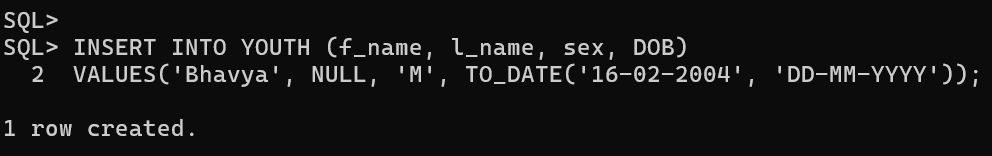 SQL>
SQL> INSERT INTO YOUTH (f_name, l_name, sex, DOB)
  2  VALUES('Bhavya', NULL, 'M', TO_DATE('16-02-2004', 'DD-MM-YYYY'));
1 row created.